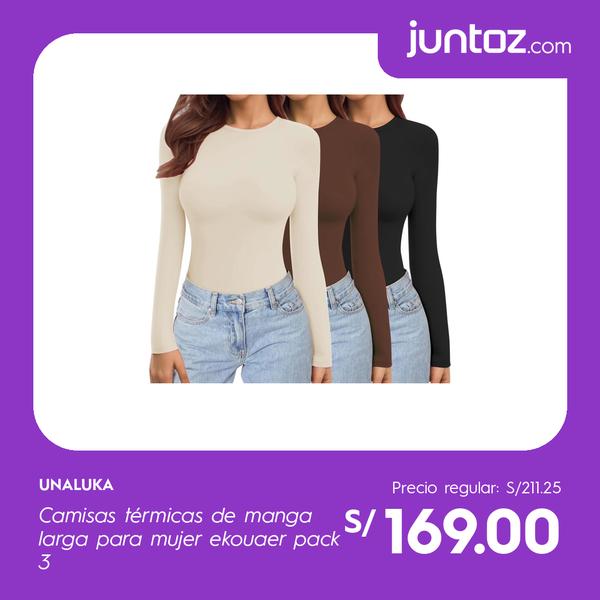 juntoz.com
UNALUKA
Precio regular: S/211.25
Camisas térmicas de manga
larga para mujer ekouaer pack
3
S/169.00